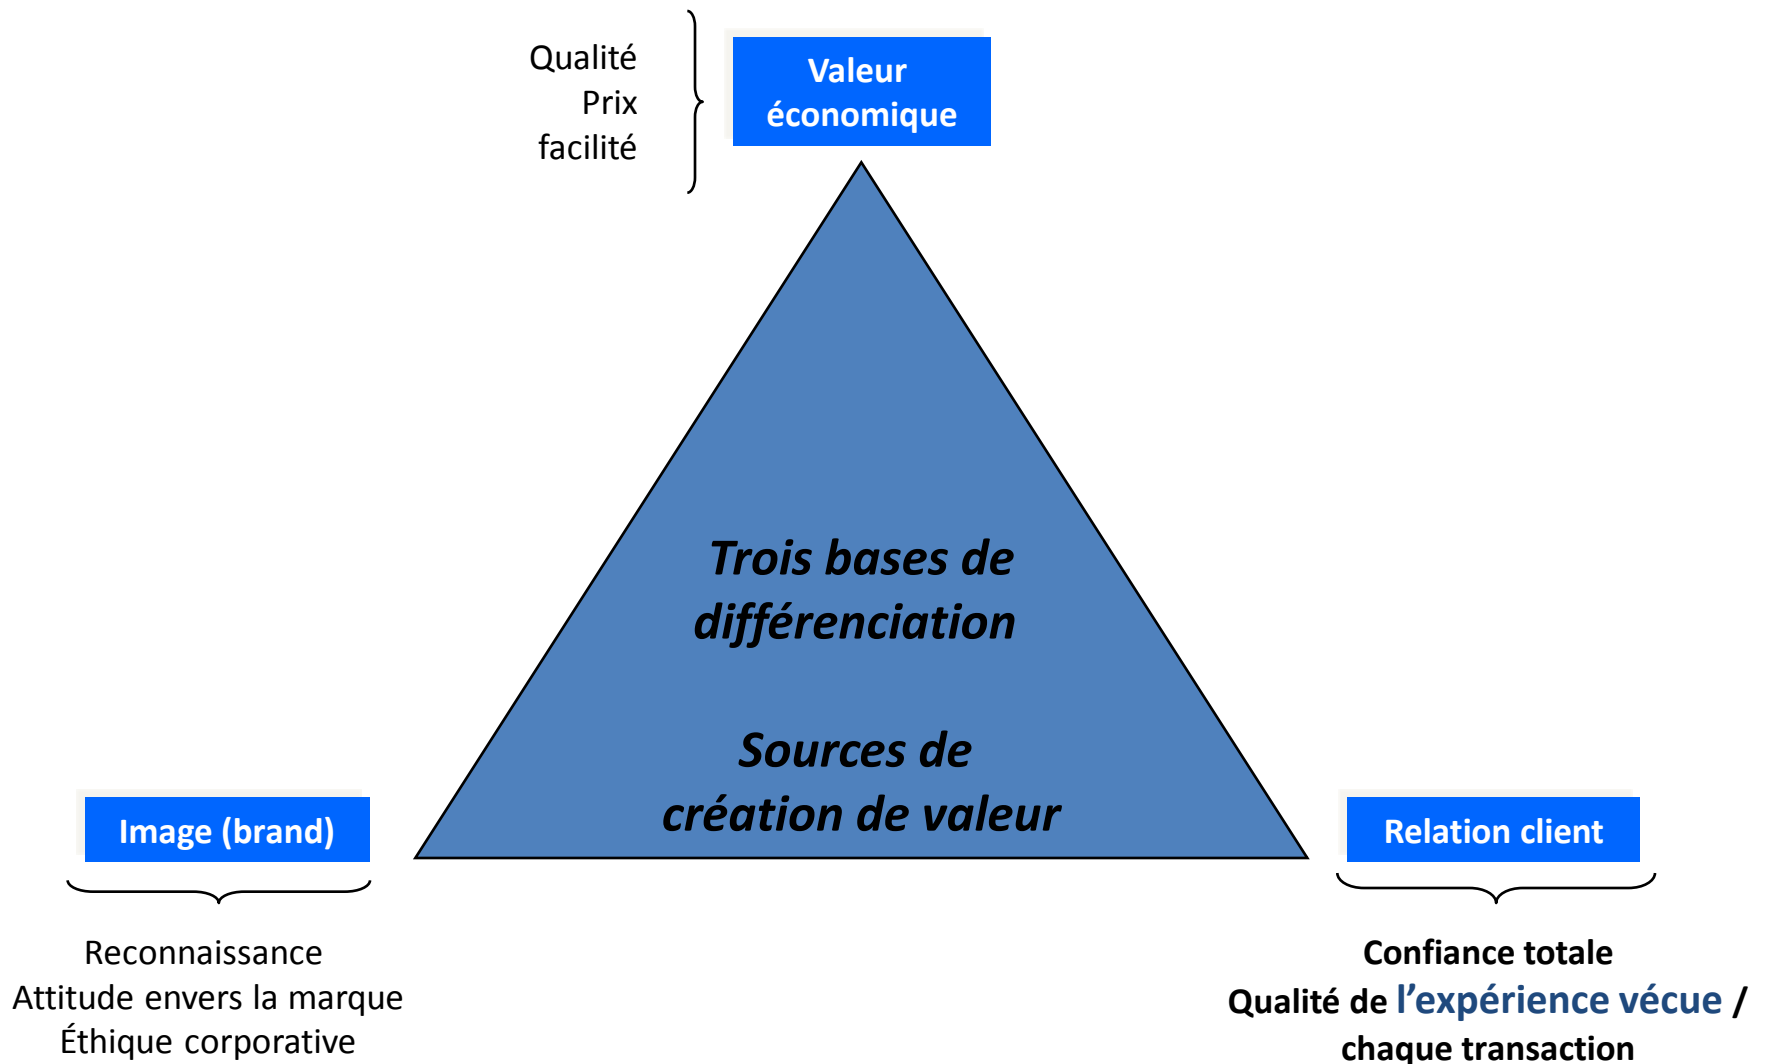 Qualité
Prix
facilité
Valeur
économique
Trois bases de
différenciation
Sources de
création de valeur
Image (brand)
Reconnaissance
Attitude envers la marque
Éthique corporative
Relation client
Confiance totale
Qualité de l’expérience vécue /
chaque transaction